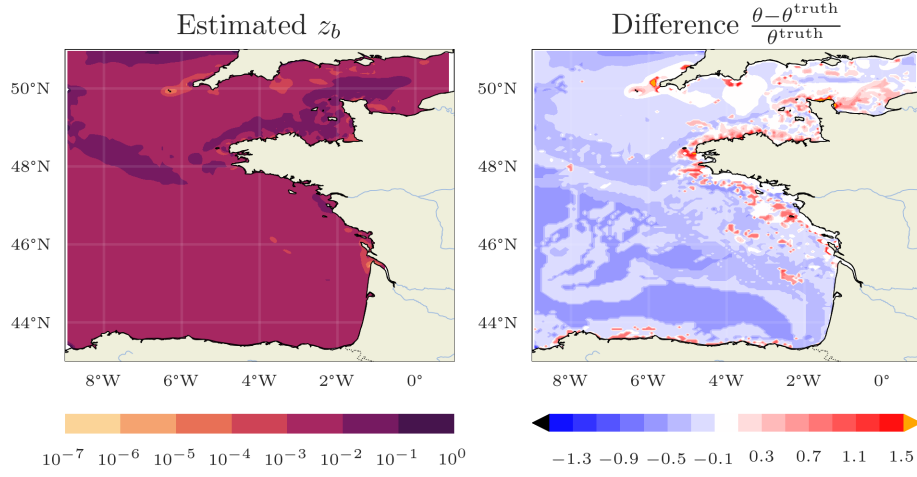 Estimated z_b
Difference \frac{θ−θ^{truth}}{θ^{truth}}
50°N
48°N
46°N
44°N
8°W 6°W 4°W 2°W 0°
10^{-7} 10^{-6} 10^{-5} 10^{-4} 10^{-3} 10^{-2} 10^{-1} 10^{0}
50°N
48°N
46°N
44°N
8°W 6°W 4°W 2°W 0°
−1.3 −0.9 −0.5 −0.1 0.3 0.7 1.1 1.5